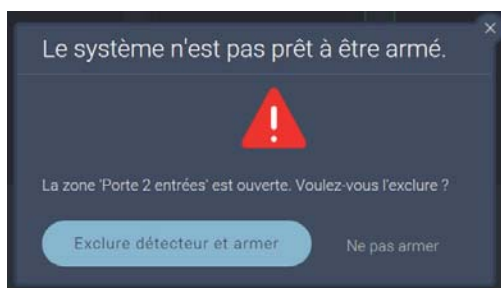 Le système n'est pas prêt à être armé.
La zone 'Porte 2 entrées' est ouverte. Voulez-vous l'exclure ?
Exclure détecteur et armer
Ne pas armer